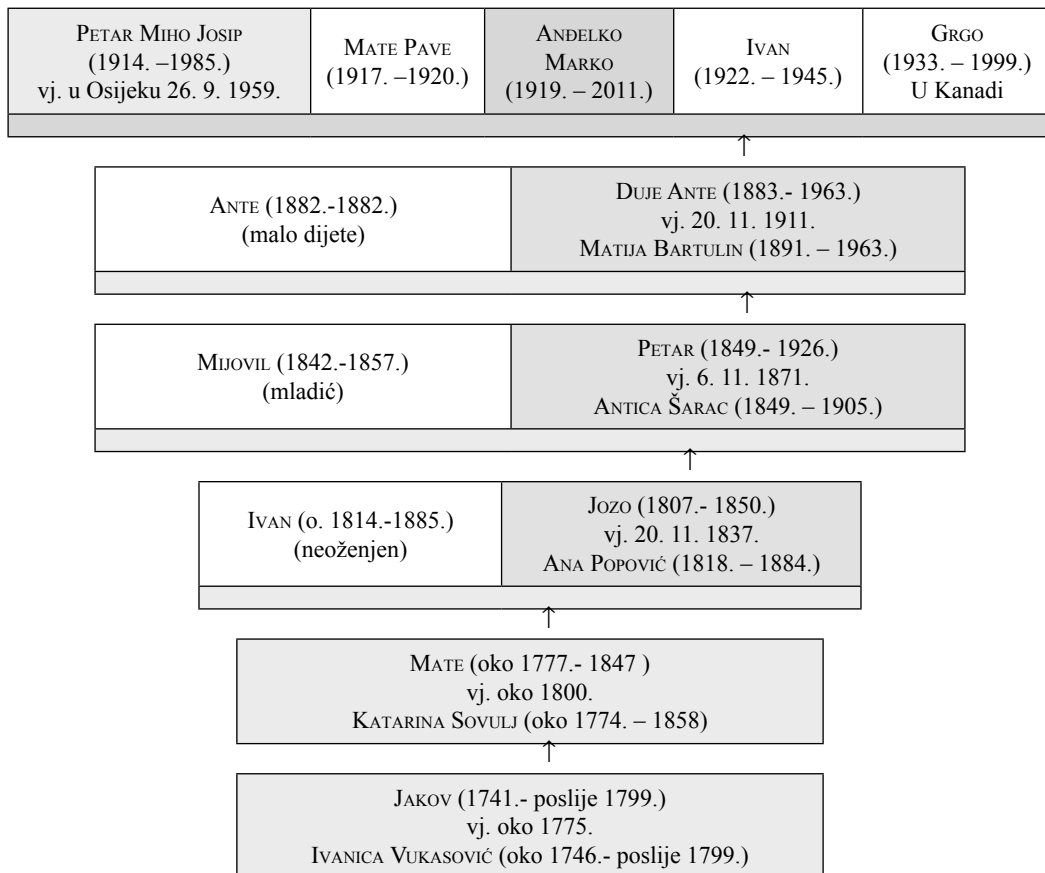 Petar Miho Josip
(1914. –1985.)
vj. u Osijeku 26. 9. 1959.
Mate Pave
(1917. –1920.)
Anđelko
Marko
(1919. – 2011.)
Ivan
(1922. – 1945.)
Grgo
(1933. – 1999.)
U Kanadi
↑
Ante (1882.-1882.)
(malo dijete)
Duje Ante (1883.- 1963.)
vj. 20. 11. 1911.
Matija Bartulin (1891. – 1963.)
↑
Mijovil (1842.-1857.)
(mladić)
Petar (1849.- 1926.)
vj. 6. 11. 1871.
Antica Šarac (1849. – 1905.)
↑
Ivan (o. 1814.-1885.)
(neoženjen)
Jozo (1807.- 1850.)
vj. 20. 11. 1837.
Ana Popović (1818. – 1884.)
↑
Mate (oko 1777.- 1847 )
vj. oko 1800.
Katarina Sovulj (oko 1774. – 1858)
↑
Jakov (1741.- poslije 1799.)
vj. oko 1775.
Ivanica Vukasović (oko 1746.- poslije 1799.)